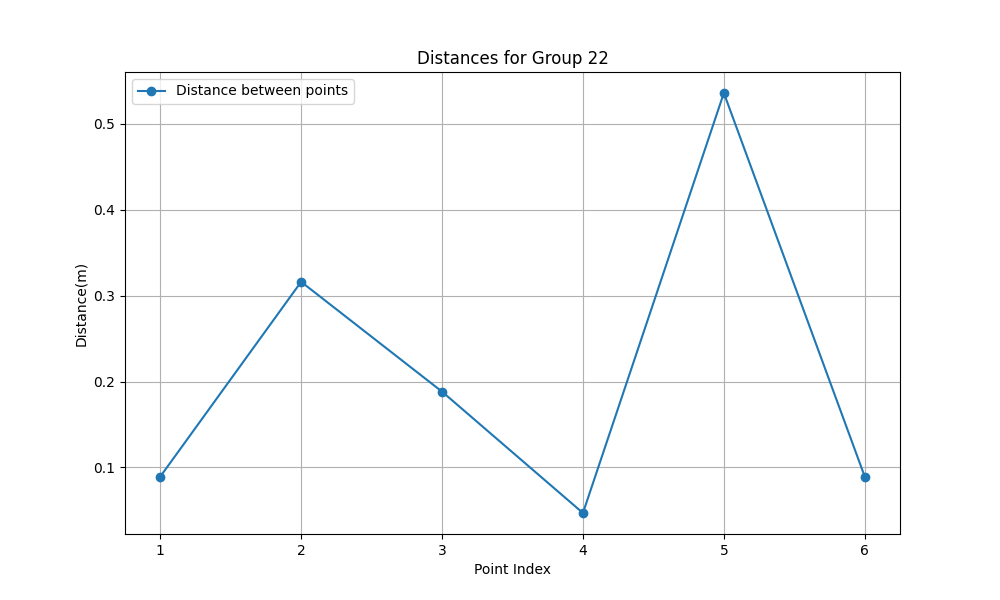 Distances for Group 22
Distance between points
Distance(m)
0.5
0.4
0.3
0.2
0.1
1 2 3 4 5 6
Point Index